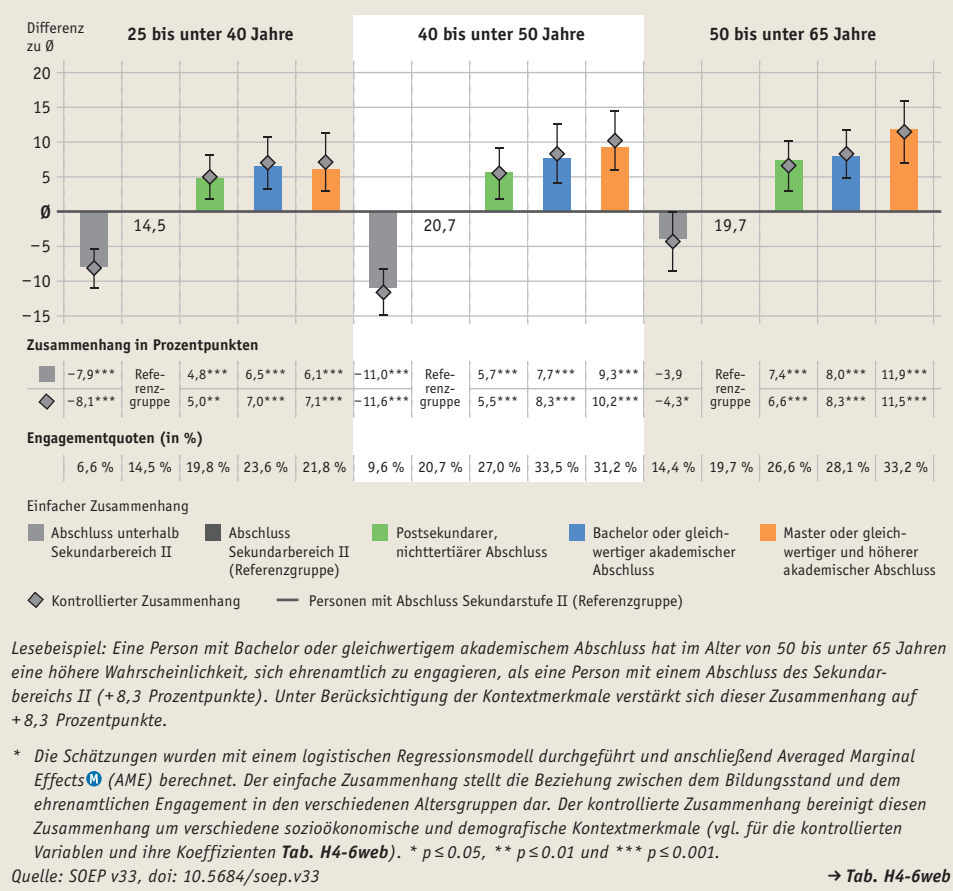 Differenz
zu Ø
25 bis unter 40 Jahre
40 bis unter 50 Jahre
50 bis unter 65 Jahre
20
15
10
5
Ø
−5
−10
−15
14,5
20,7
19,7
Zusammenhang in Prozentpunkten
−7,9*** Refe- 4,8*** 6,5*** 6,1*** −11,0*** Refe- 5,7*** 7,7*** 9,3*** −3,9 Refe- 7,4*** 8,0*** 11,9***
renz- renz- renz-
−8,1*** gruppe 5,0** 7,0*** 7,1*** −11,6*** gruppe 5,5*** 8,3*** 10,2*** −4,3* gruppe 6,6*** 8,3*** 11,5***
Engagementquoten (in %)
6,6 % 14,5 % 19,8 % 23,6 % 21,8 % 9,6 % 20,7 % 27,0 % 33,5 % 31,2 % 14,4 % 19,7 % 26,6 % 28,1 % 33,2 %
Einfacher Zusammenhang
Abschluss unterhalb
Sekundarbereich II
Abschluss
Sekundarbereich II
(Referenzgruppe)
Postsekundarer,
nichttertiärer Abschluss
Bachelor oder gleich-
wertiger akademischer
Abschluss
Master oder gleich-
wertiger und höherer
akademischer Abschluss
Kontrollierter Zusammenhang
Personen mit Abschluss Sekundarstufe II (Referenzgruppe)
Lesebeispiel: Eine Person mit Bachelor oder gleichwertigem akademischem Abschluss hat im Alter von 50 bis unter 65 Jahren
eine höhere Wahrscheinlichkeit, sich ehrenamtlich zu engagieren, als eine Person mit einem Abschluss des Sekundar-
bereichs II (+8,3 Prozentpunkte). Unter Berücksichtigung der Kontextmerkmale verstärkt sich dieser Zusammenhang auf
+8,3 Prozentpunkte.
* Die Schätzungen wurden mit einem logistischen Regressionsmodell durchgeführt und anschließend Averaged Marginal
Effects M (AME) berechnet. Der einfache Zusammenhang stellt die Beziehung zwischen dem Bildungsstand und dem
ehrenamtlichen Engagement in den verschiedenen Altersgruppen dar. Der kontrollierte Zusammenhang bereinigt diesen
Zusammenhang um verschiedene sozioökonomische und demografische Kontextmerkmale (vgl. für die kontrollierten
Variablen und ihre Koeffizienten Tab. H4-6web). * p≤0.05, ** p≤0.01 und *** p≤0.001.
Quelle: SOEP v33, doi: 10.5684/soep.v33
→ Tab. H4-6web